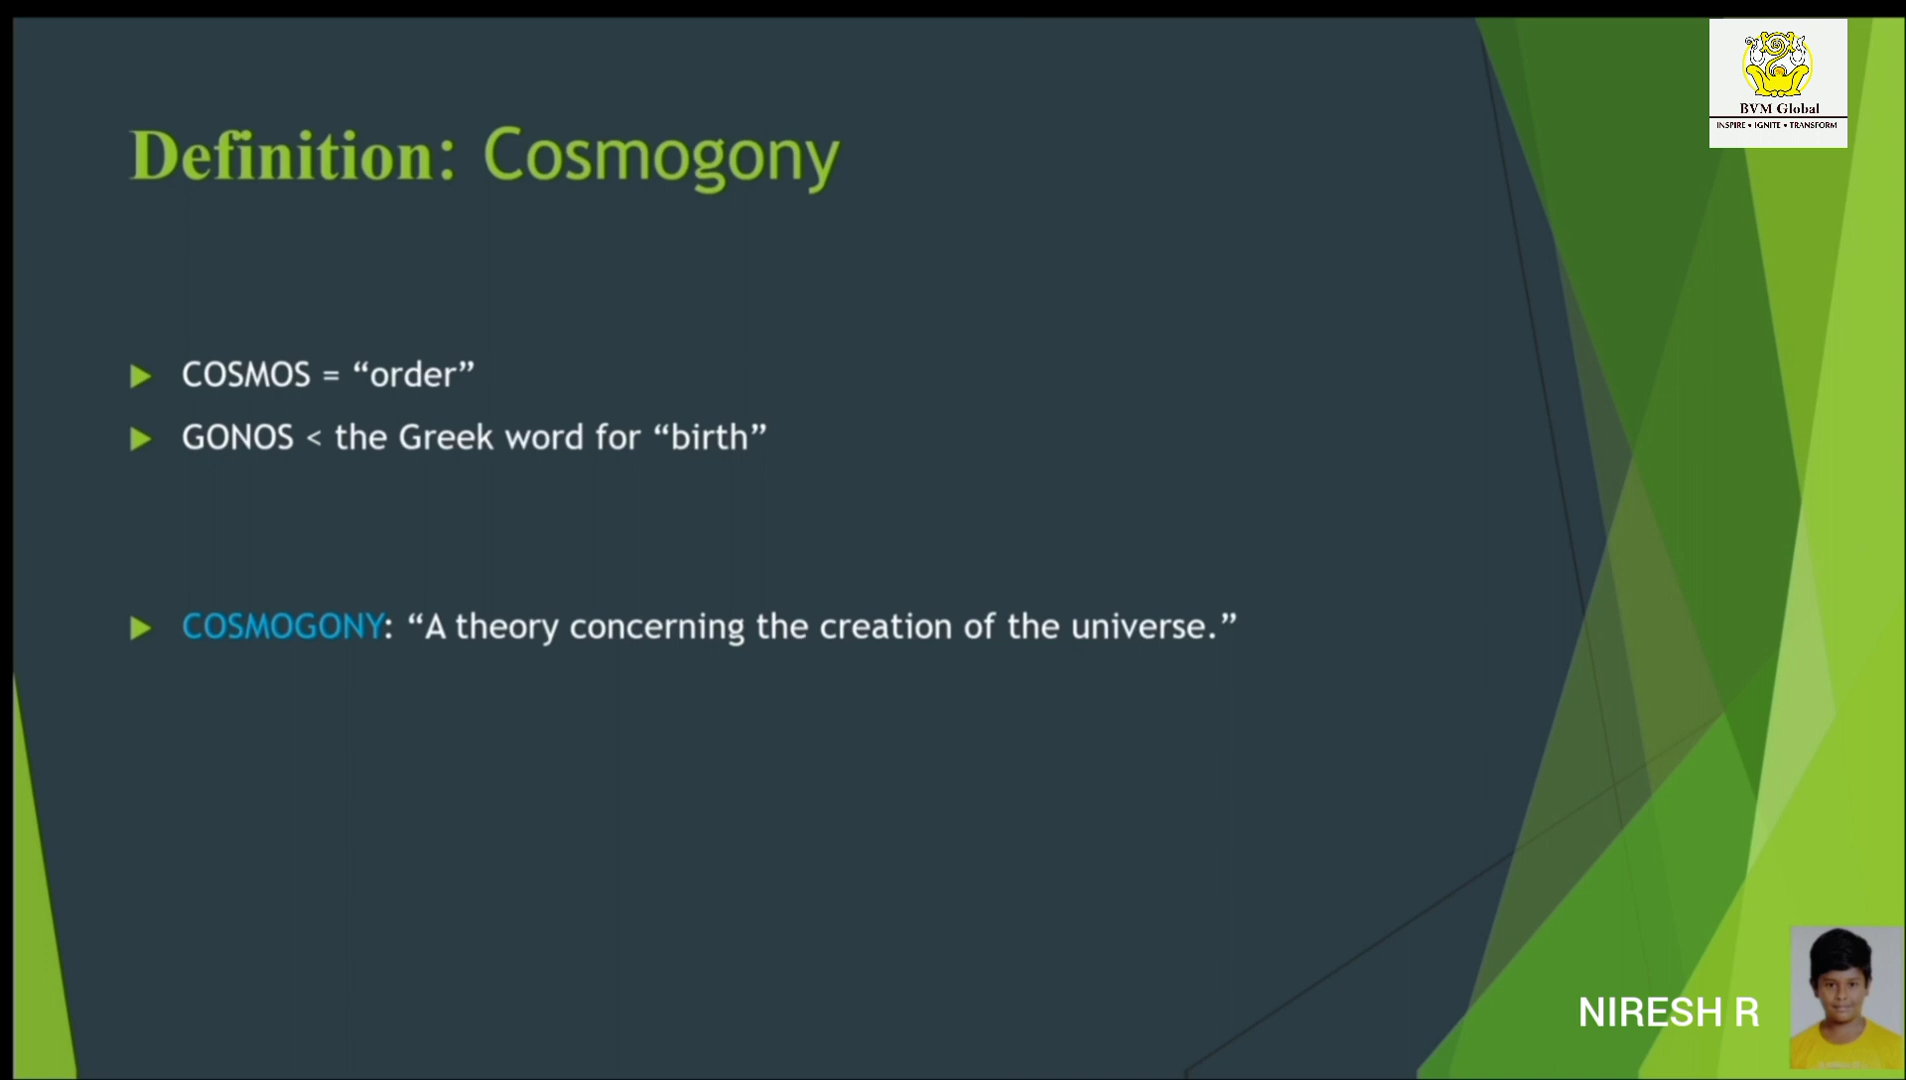 BVM Global
INSPIRE • IGNITE • TRANSFORM
Definition: Cosmogony
COSMOS = “order”
GONOS < the Greek word for “birth”
COSMOGONY: “A theory concerning the creation of the universe.”
NIRESH R